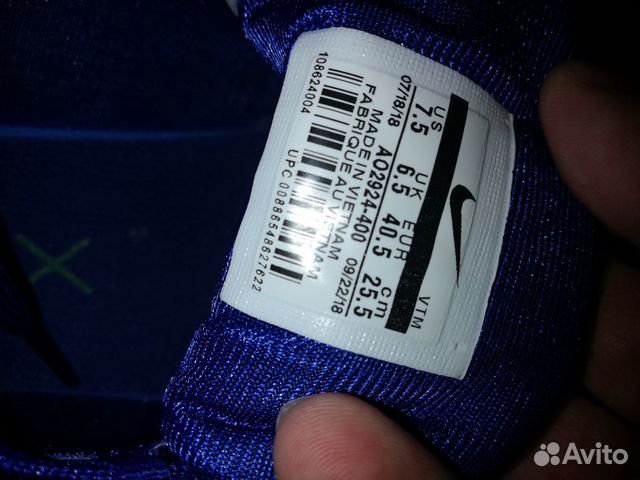 VTM
US UK EUR cm
7.5 6.5 40.5 25.5
07/18/18 AO2924-400 09/22/18
MADE IN VIETNAM
FABRIQUE AU VIETNAM
108624004
UPC 00886548627622
Avito